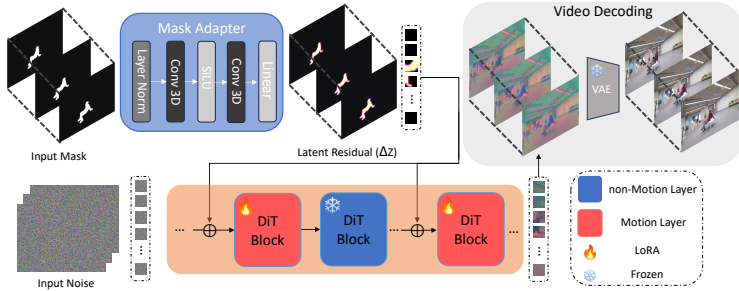 Mask Adapter
Layer Norm
Conv 3D
SiLU
Conv 3D
Linear
Input Mask
Latent Residual (ΔZ)
Video Decoding
VAE
Input Noise
...
DiT
Block
DiT
Block
...
DiT
Block
...
non-Motion Layer
Motion Layer
LoRA
Frozen